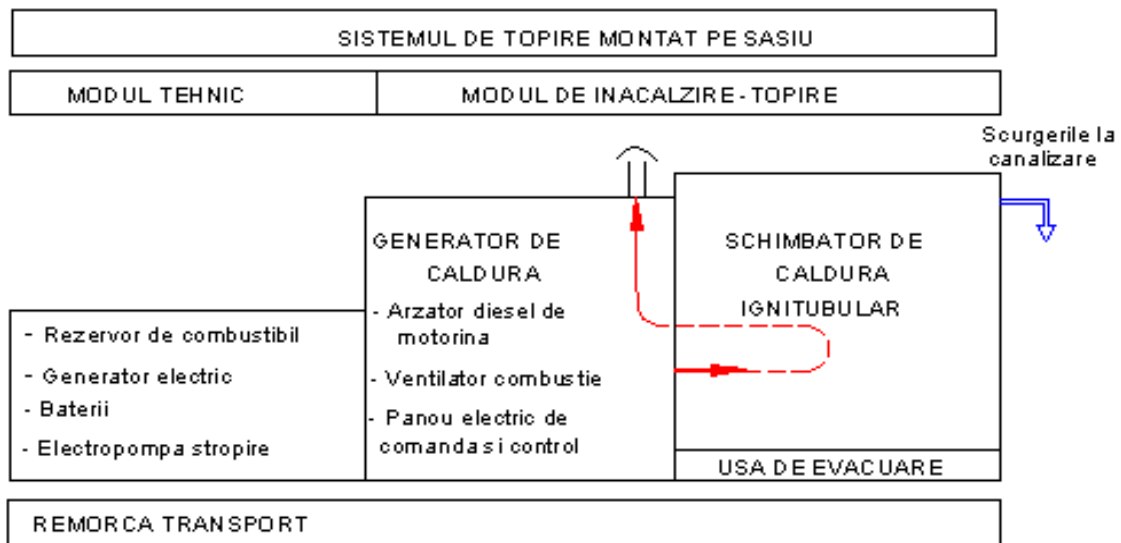 SISTEMUL DE TOPIRE MONTAT PE SASIU
MODUL TEHNIC
MODUL DE INACALZIRE-TOPIRE
Scurgerile la
canalizare
GENERATOR DE
CALDURA
- Arzator diesel de
motorina
- Ventilator combustie
- Panou electric de
comanda si control
SCHIMBATOR DE
CALDURA
IGNITUBULAR
- Rezervor de combustibil
- Generator electric
- Baterii
- Electropompa stropire
USA DE EVACUARE
REMORCA TRANSPORT